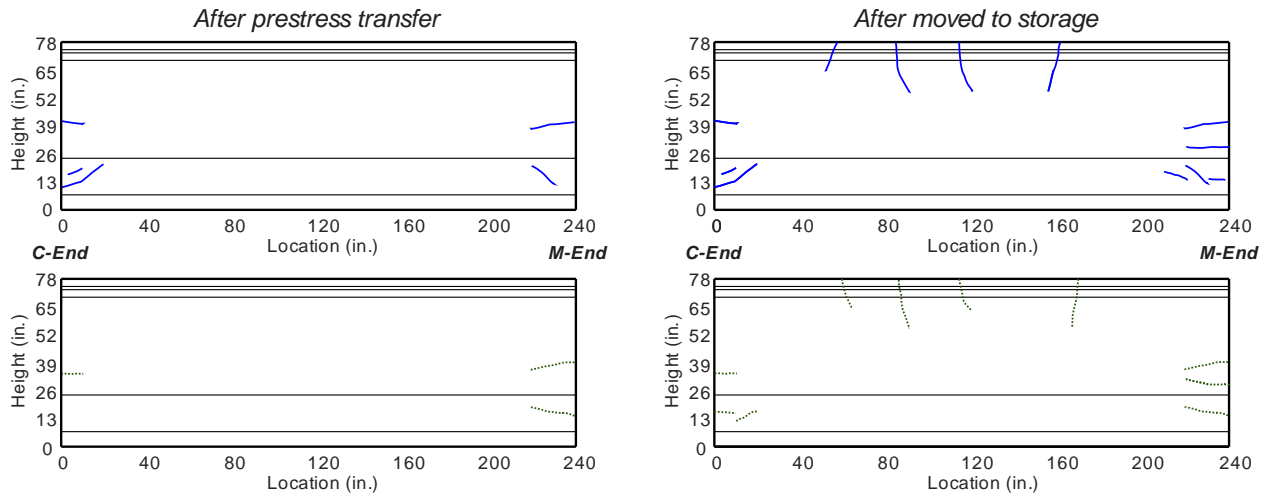 After prestress transfer
After moved to storage
Height (in.)
78
65
52
39
26
13
0
0 40 80 120 160 200 240
Location (in.)
C-End
M-End
Height (in.)
78
65
52
39
26
13
0
0 40 80 120 160 200 240
Location (in.)
C-End
M-End
Height (in.)
78
65
52
39
26
13
0
0 40 80 120 160 200 240
Location (in.)
Height (in.)
78
65
52
39
26
13
0
0 40 80 120 160 200 240
Location (in.)